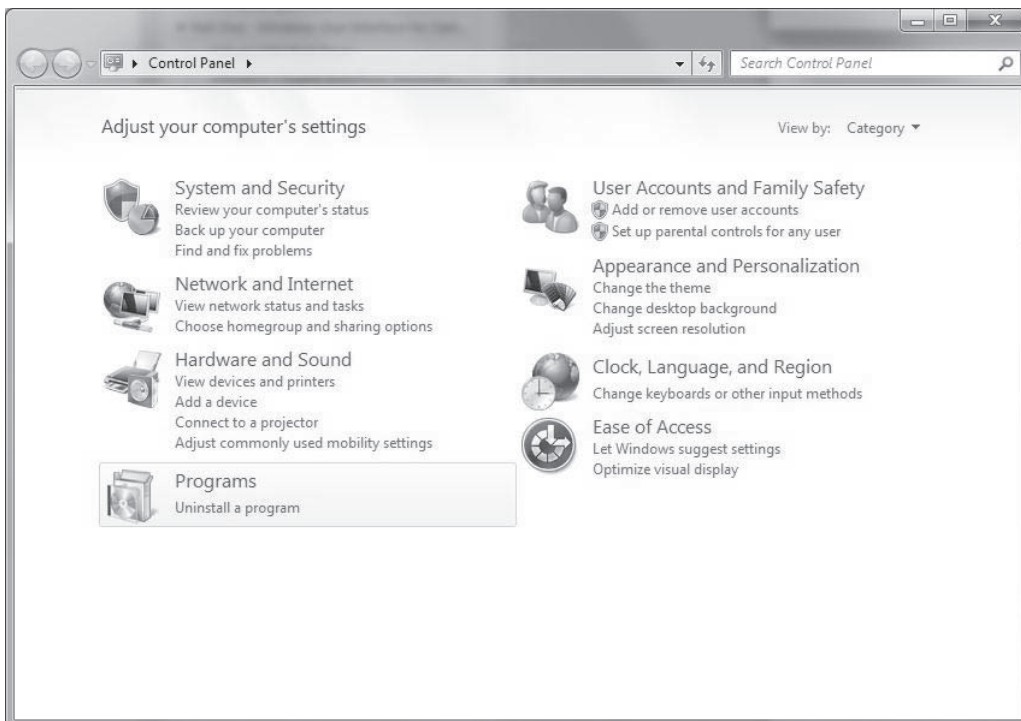 Control Panel
Search Control Panel
Adjust your computer's settings
View by: Category
System and Security
Review your computer's status
Back up your computer
Find and fix problems
Network and Internet
View network status and tasks
Choose homegroup and sharing options
Hardware and Sound
View devices and printers
Add a device
Connect to a projector
Adjust commonly used mobility settings
Programs
Uninstall a program
User Accounts and Family Safety
Add or remove user accounts
Set up parental controls for any user
Appearance and Personalization
Change the theme
Change desktop background
Adjust screen resolution
Clock, Language, and Region
Change keyboards or other input methods
Ease of Access
Let Windows suggest settings
Optimize visual display